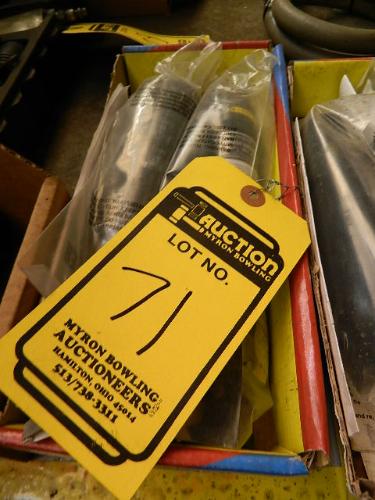 AUCTION
MYRON BOWLING
LOT NO.
71
MYRON BOWLING
AUCTIONEERS
HAMILTON, OHIO 45014
513/738-3311